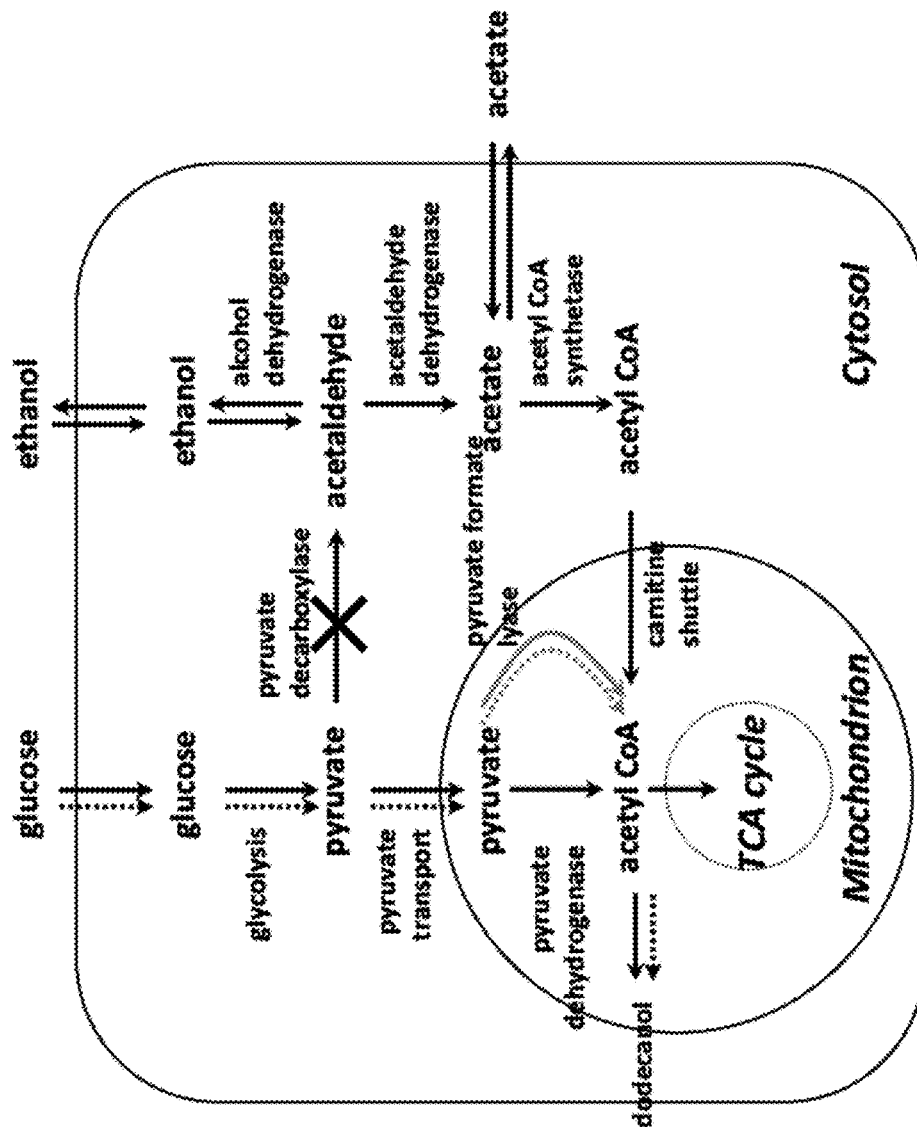 glucose
ethanol
glucose
ethanol
glycolysis
pyruvate
decarboxylase
alcohol
dehydrogenase
pyruvate
acetaldehyde
pyruvate
transport
acetaldehyde
dehydrogenase
pyruvate
pyruvate formate
lyase
acetate
acetate
acetate
pyruvate
dehydrogenase
acetyl CoA
synthetase
dodecanol
acetyl CoA
acetyl CoA
carnitine
shuttle
TCA cycle
Mitochondrion
Cytosol